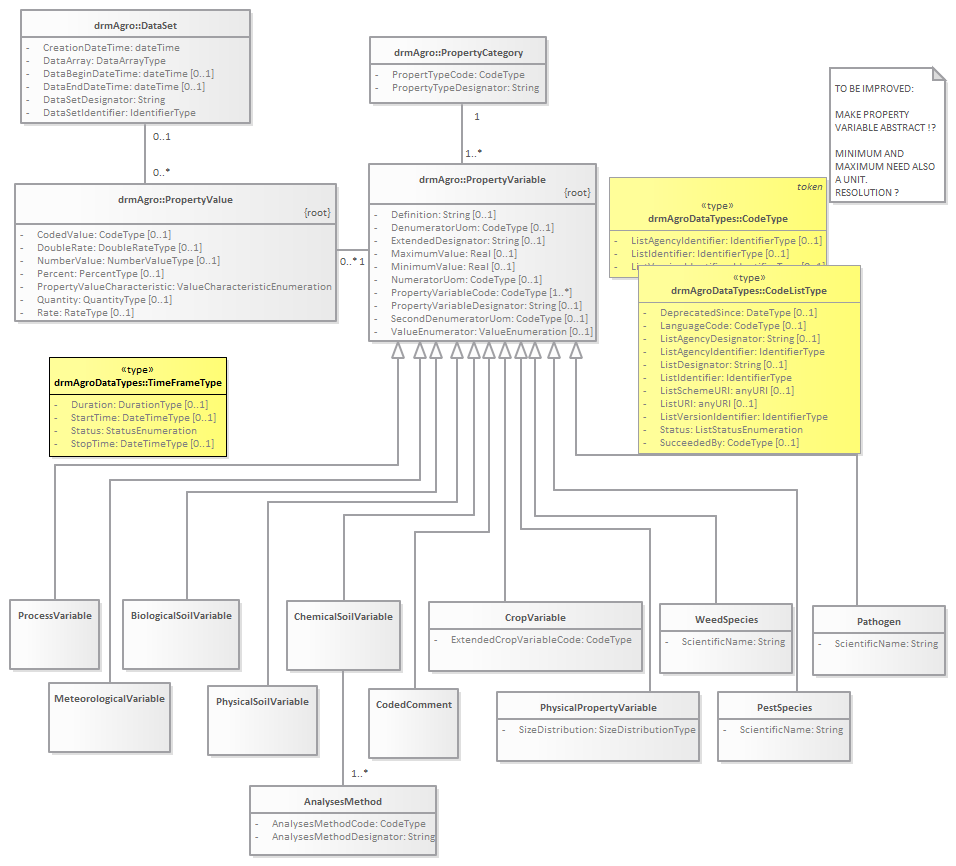 drmAgro::DataSet
- CreationDateTime: dateTime
- DataArray: DataArrayType
- DataBeginDateTime: dateTime [0..1]
- DataEndDateTime: dateTime [0..1]
- DataSetDesignator: String
- DataSetIdentifier: IdentifierType
drmAgro::PropertyCategory
- PropertTypeCode: CodeType
- PropertyTypeDesignator: String
TO BE IMPROVED:
MAKE PROPERTY
VARIABLE ABSTRACT !?
MINIMUM AND
MAXIMUM NEED ALSO
A UNIT.
RESOLUTION ?
0..1
0..*
1
1..*
drmAgro::PropertyValue
{root}
- CodedValue: CodeType [0..1]
- DoubleRate: DoubleRateType [0..1]
- NumberValue: NumberValueType [0..1]
- Percent: PercentType [0..1]
- PropertyValueCharacteristic: ValueCharacteristicEnumeration
- Quantity: QuantityType [0..1]
- Rate: RateType [0..1]
0..* 1
drmAgro::PropertyVariable
{root}
- Definition: String [0..1]
- DenumeratorUom: CodeType [0..1]
- ExtendedDesignator: String [0..1]
- MaximumValue: Real [0..1]
- MinimumValue: Real [0..1]
- NumeratorUom: CodeType [0..1]
- PropertyVariableCode: CodeType [1..*]
- PropertyVariableDesignator: String [0..1]
- SecondDenumeratorUom: CodeType [0..1]
- ValueEnumerator: ValueEnumeration [0..1]
token
«type»
drmAgroDataTypes::CodeType
- ListAgencyIdentifier: IdentifierType [0..1]
- ListIdentifier: IdentifierType [0..1]
«type»
drmAgroDataTypes::CodeListType
- DeprecatedSince: DateType [0..1]
- LanguageCode: CodeType [0..1]
- ListAgencyDesignator: String [0..1]
- ListAgencyIdentifier: IdentifierType
- ListDesignator: String [0..1]
- ListIdentifier: IdentifierType
- ListSchemeURI: anyURI [0..1]
- ListURI: anyURI [0..1]
- ListVersionIdentifier: IdentifierType
- Status: ListStatusEnumeration
- SucceededBy: CodeType [0..1]
«type»
drmAgroDataTypes::TimeFrameType
- Duration: DurationType [0..1]
- StartTime: DateTimeType [0..1]
- Status: StatusEnumeration
- StopTime: DateTimeType [0..1]
ProcessVariable
BiologicalSoilVariable
ChemicalSoilVariable
CropVariable
- ExtendedCropVariableCode: CodeType
WeedSpecies
- ScientificName: String
Pathogen
- ScientificName: String
MeteorologicalVariable
PhysicalSoilVariable
CodedComment
PhysicalPropertyVariable
- SizeDistribution: SizeDistributionType
PestSpecies
- ScientificName: String
1..*
AnalysesMethod
- AnalysesMethodCode: CodeType
- AnalysesMethodDesignator: String